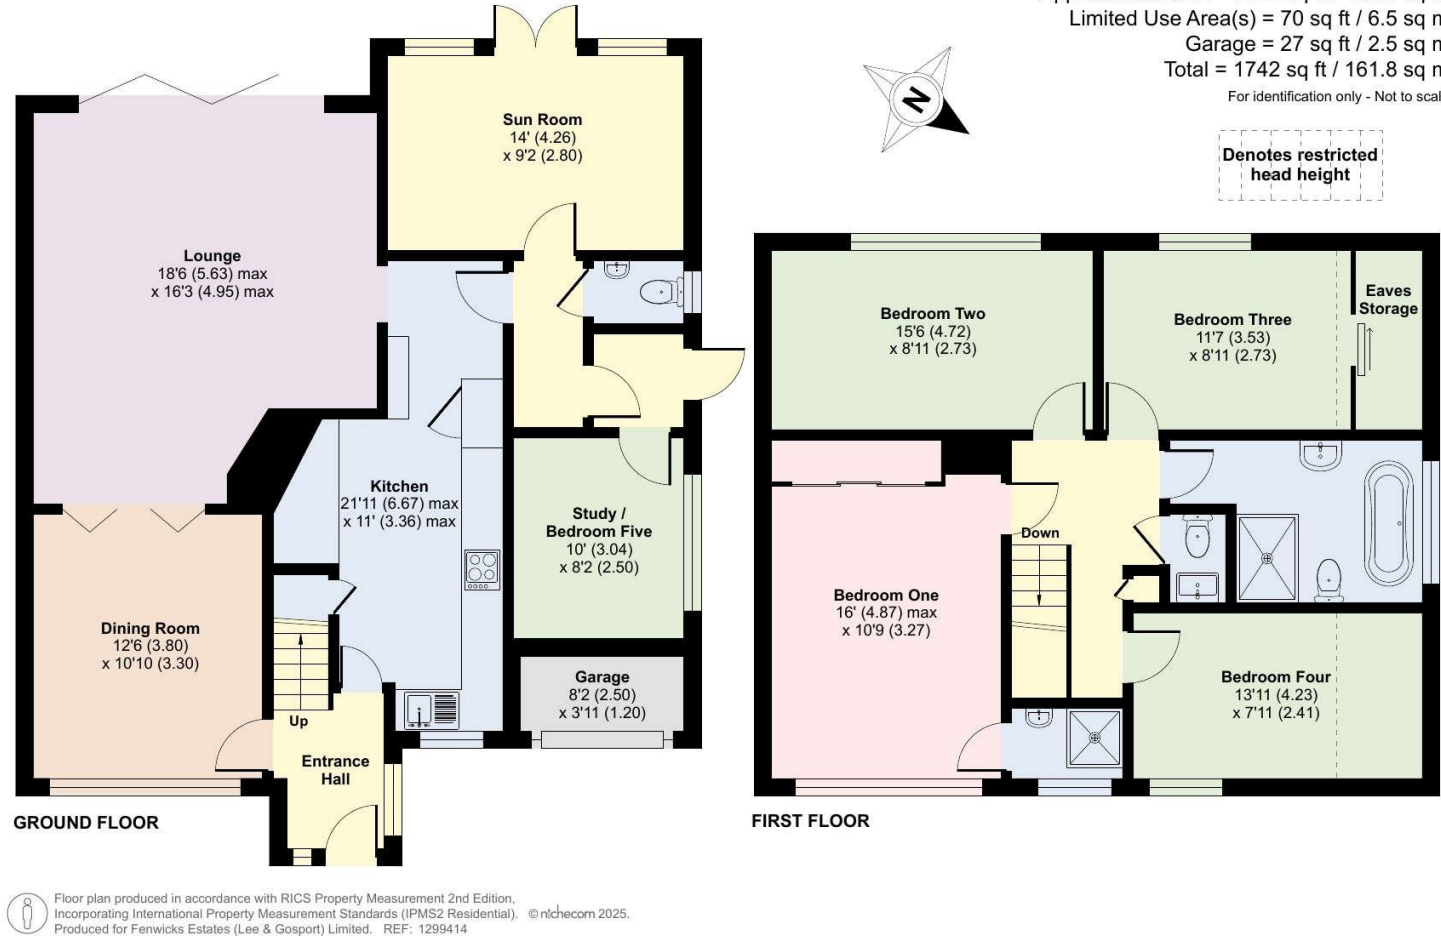 Limited Use Area(s) = 70 sq ft / 6.5 sq
Garage = 27 sq ft / 2.5 sq
Total = 1742 sq ft / 161.8 sq
For identification only - Not to
N
Denotes restricted
head height
Sun Room
14' (4.26)
x 9'2 (2.80)
Lounge
18'6 (5.63) max
x 16'3 (4.95) max
Kitchen
21'11 (6.67) max
x 11' (3.36) max
Study /
Bedroom Five
10' (3.04)
x 8'2 (2.50)
Dining Room
12'6 (3.80)
x 10'10 (3.30)
Garage
8'2 (2.50)
x 3'11 (1.20)
Up
Entrance
Hall
GROUND FLOOR
Bedroom Two
15'6 (4.72)
x 8'11 (2.73)
Bedroom Three
11'7 (3.53)
x 8'11 (2.73)
Eaves
Storage
Down
Bedroom One
16' (4.87) max
x 10'9 (3.27)
Bedroom Four
13'11 (4.23)
x 7'11 (2.41)
FIRST FLOOR
Floor plan produced in accordance with RICS Property Measurement 2nd Edition,
Incorporating International Property Measurement Standards (IPMS2 Residential). © nichecom 2025.
Produced for Fenwicks Estates (Lee & Gosport) Limited. REF: 1299414